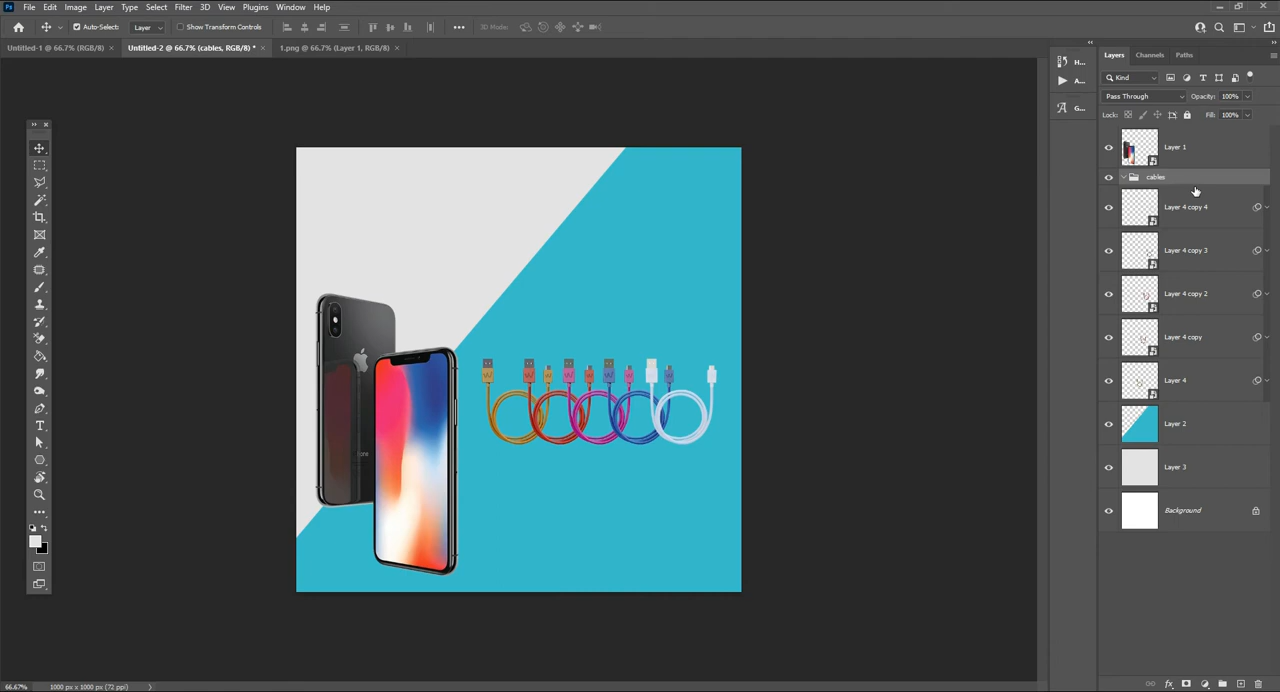 Ps File Edit Image Layer Type Select Filter 3D View Plugins Window Help
Auto-Select: Layer Show Transform Controls 3D Mode:
Untitled-1 @ 66.7% (RGB/8) × Untitled-2 @ 66.7% (cables, RGB/8) * × 1.png @ 66.7% (Layer 1, RGB/8) ×
Layers Channels Paths
H...
A...
G...
Kind
Pass Through Opacity: 100%
Lock: Fill: 100%
Layer 1
cables
Layer 4 copy 4
Layer 4 copy 3
Layer 4 copy 2
Layer 4 copy
Layer 4
Layer 2
Layer 3
Background
66.67% 1000 px x 1000 px (72 ppi)